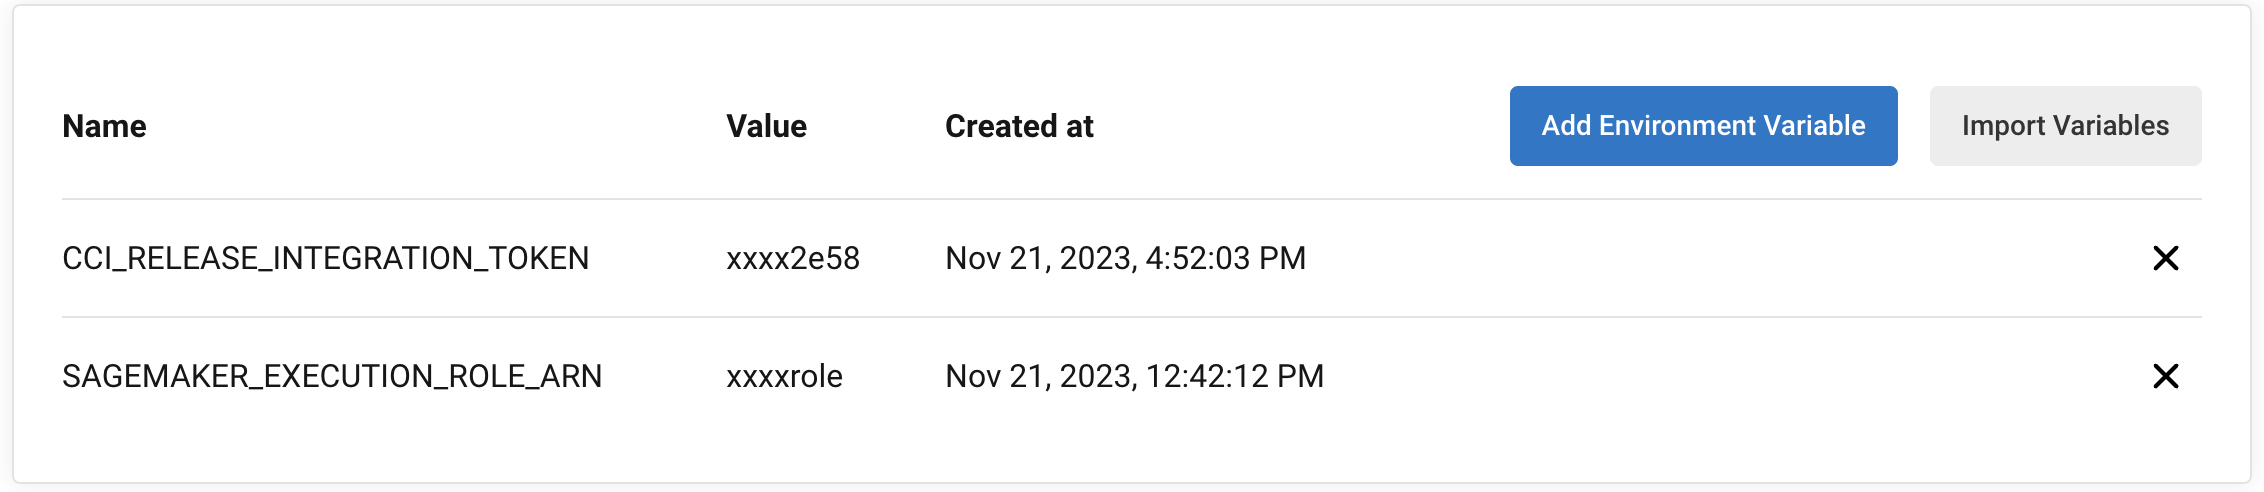 Name Value Created at Add Environment Variable Import Variables
CCI_RELEASE_INTEGRATION_TOKEN xxxx2e58 Nov 21, 2023, 4:52:03 PM
SAGEMAKER_EXECUTION_ROLE_ARN xxxxrole Nov 21, 2023, 12:42:12 PM